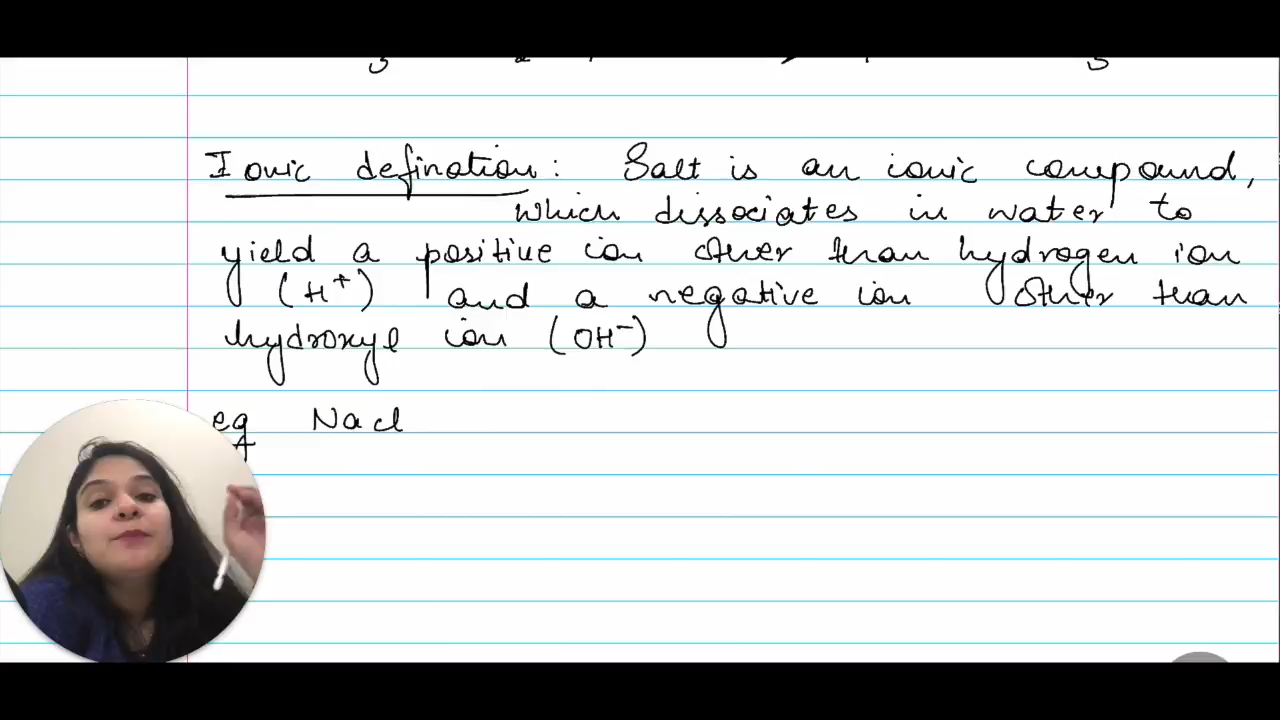 Ionic defination: Salt is an ionic compound,
which dissociates in water to
yield a positive ion other than hydrogen ion
(H⁺) and a negative ion other than
hydroxyl ion (OH⁻)
eg NaCl